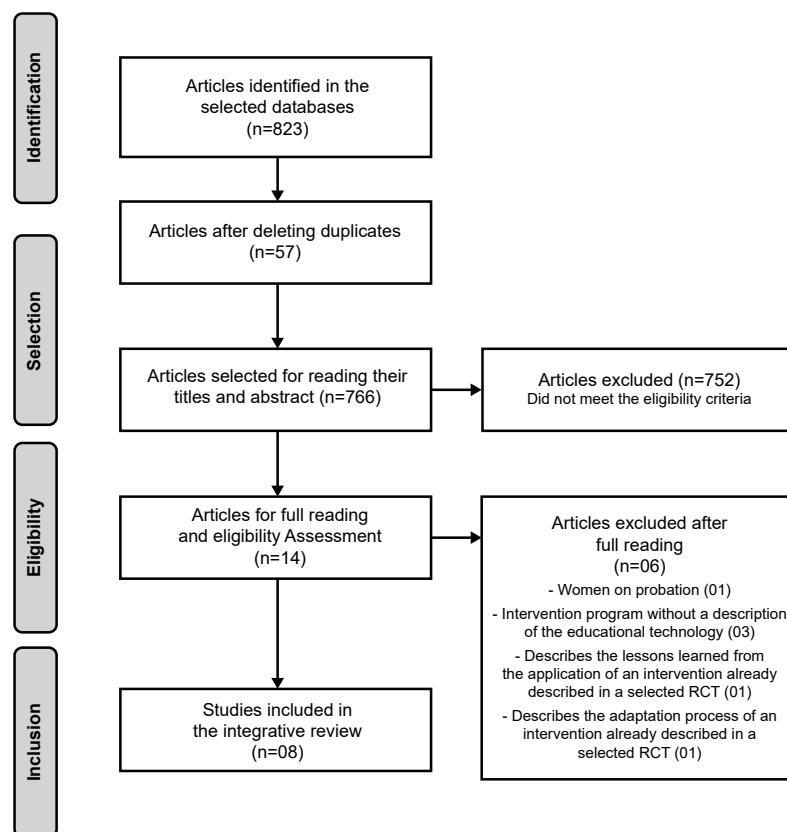 Identification
Articles identified in the
selected databases
(n=823)
Articles after deleting duplicates
(n=57)
Selection
Articles selected for reading their
titles and abstract (n=766)
Articles excluded (n=752)
Did not meet the eligibility criteria
Eligibility
Articles for full reading
and eligibility Assessment
(n=14)
Articles excluded after
full reading
(n=06)
- Women on probation (01)
- Intervention program without a description
of the educational technology (03)
- Describes the lessons learned from
the application of an intervention already
described in a selected RCT (01)
- Describes the adaptation process of an
intervention already described in a
selected RCT (01)
Inclusion
Studies included in
the integrative review
(n=08)